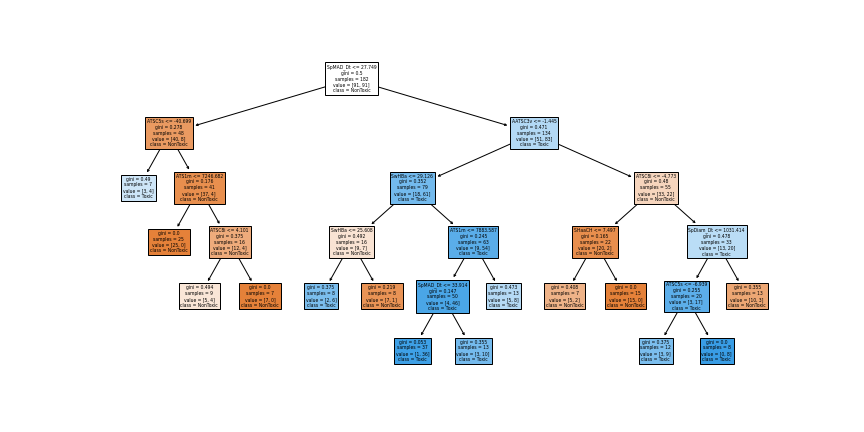 SpMAD_Dt <= 27.749
gini = 0.5
samples = 182
value = [91, 91]
class = NonToxic
ATSC5s <= -40.699
gini = 0.278
samples = 48
value = [40, 8]
class = NonToxic
AATSC3v <= -1.445
gini = 0.471
samples = 134
value = [51, 83]
class = Toxic
gini = 0.49
samples = 7
value = [3, 4]
class = Toxic
ATS1m <= 7246.682
gini = 0.176
samples = 41
value = [37, 4]
class = NonToxic
SwHBa <= 29.126
gini = 0.352
samples = 79
value = [18, 61]
class = Toxic
gini = 0.48
samples = 55
value = [33, 22]
class = NonToxic
gini = 0.0
samples = 25
value = [25, 0]
class = NonToxic
gini = 0.375
samples = 16
value = [12, 4]
class = NonToxic
SwHBa <= 25.608
gini = 0.492
samples = 16
value = [9, 7]
class = NonToxic
ATS1m <= 7883.587
gini = 0.245
samples = 63
value = [9, 54]
class = Toxic
SHsssCH <= 7.497
gini = 0.165
samples = 22
value = [20, 2]
class = NonToxic
SpDiam_Dt <= 1031.414
gini = 0.478
samples = 33
value = [13, 20]
class = Toxic
gini = 0.494
samples = 9
value = [5, 4]
class = NonToxic
gini = 0.0
samples = 7
value = [7, 0]
class = NonToxic
gini = 0.375
samples = 8
value = [2, 6]
class = Toxic
gini = 0.219
samples = 8
value = [7, 1]
class = NonToxic
SpMAD_Dt <= 33.014
gini = 0.147
samples = 50
value = [4, 46]
class = Toxic
gini = 0.473
samples = 13
value = [5, 8]
class = Toxic
gini = 0.408
samples = 7
value = [5, 2]
class = NonToxic
gini = 0.0
samples = 15
value = [15, 0]
class = NonToxic
ATSC5s <= -6.939
gini = 0.255
samples = 20
value = [3, 17]
class = Toxic
gini = 0.355
samples = 13
value = [10, 3]
class = NonToxic
gini = 0.053
samples = 37
value = [1, 36]
class = Toxic
gini = 0.355
samples = 13
value = [3, 10]
class = Toxic
gini = 0.375
samples = 12
value = [3, 9]
class = Toxic
gini = 0.0
samples = 8
value = [0, 8]
class = Toxic